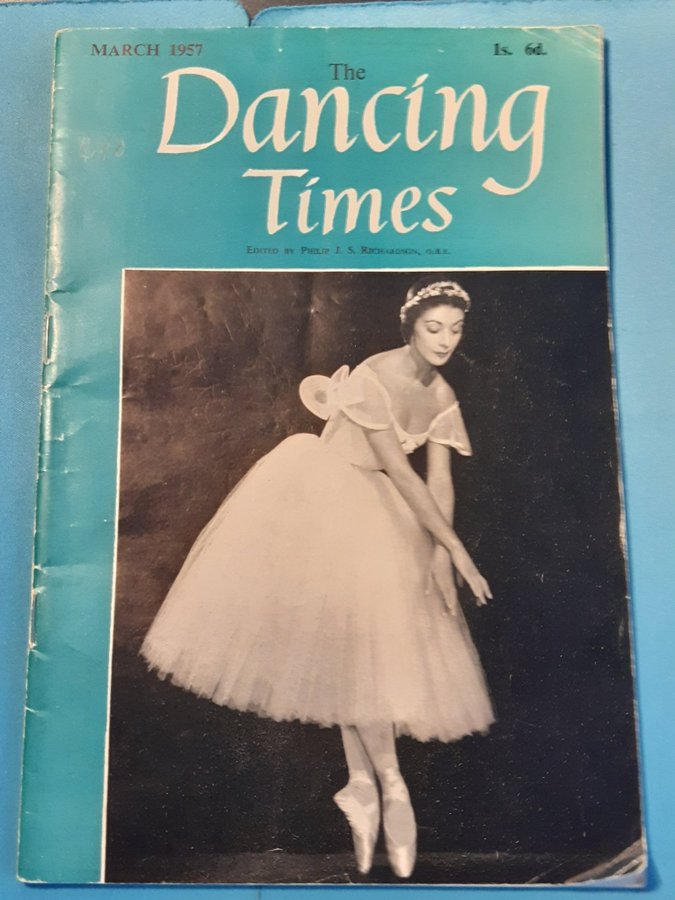 MARCH 1957
1s. 6d.
The
Dancing
Times
EDITED BY PHILIP J. S. RICHARDSON, O.B.E.